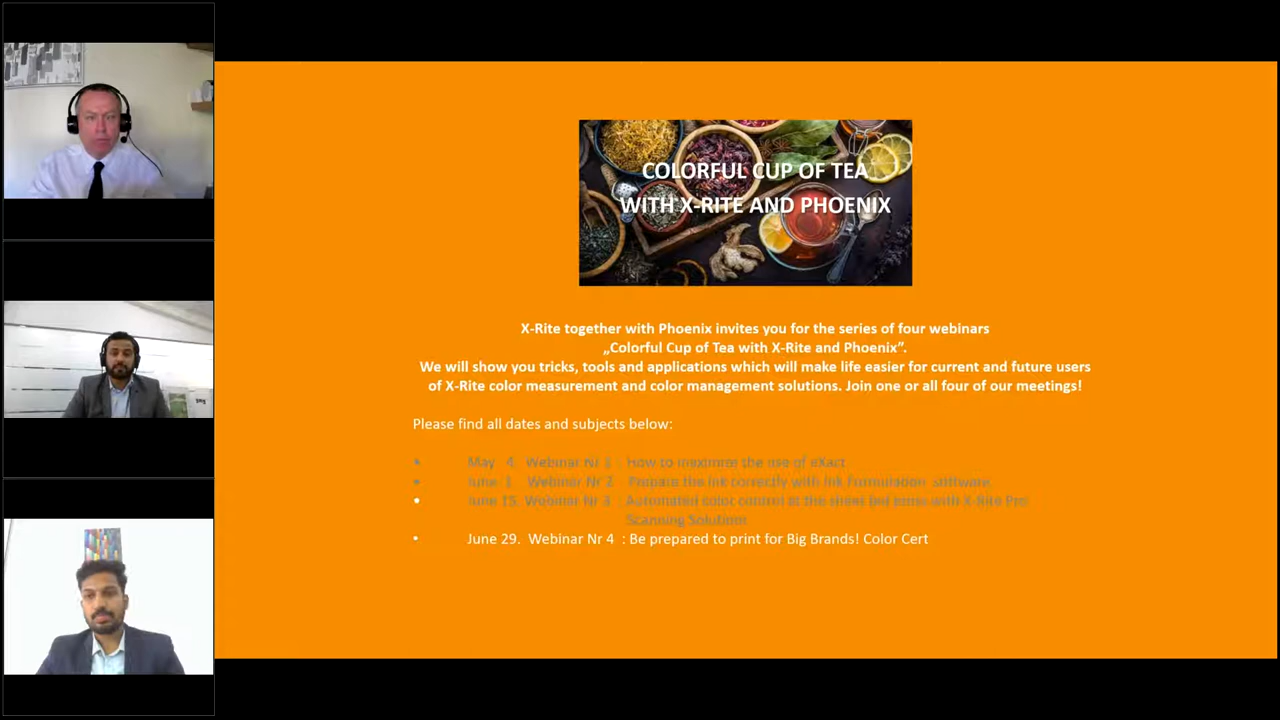 COLORFUL CUP OF TEA
WITH X-RITE AND PHOENIX
X-Rite together with Phoenix invites you for the series of four webinars
„Colorful Cup of Tea with X-Rite and Phoenix”.
We will show you tricks, tools and applications which will make life easier for current and future users
of X-Rite color measurement and color management solutions. Join one or all four of our meetings!
Please find all dates and subjects below:
• May 4. Webinar Nr 1 : How to maximize the use of eXact
• June 1. Webinar Nr 2 : Prepare the ink correctly with Ink Formulation software
• June 15. Webinar Nr 3 : Automated color control at the sheet fed press with X-Rite Pro
Scanning Solutions
• June 29. Webinar Nr 4 : Be prepared to print for Big Brands! Color Cert